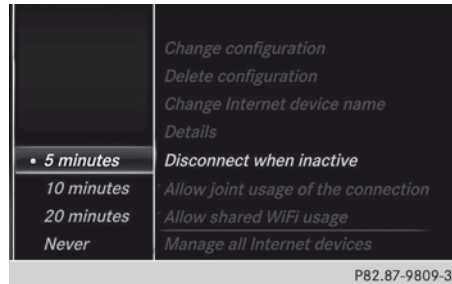 Change configuration
Delete configuration
Change Internet device name
Details
• 5 minutes Disconnect when inactive
10 minutes Allow joint usage of the connection
20 minutes Allow shared WiFi usage
Never Manage all Internet devices
P82.87-9809-3